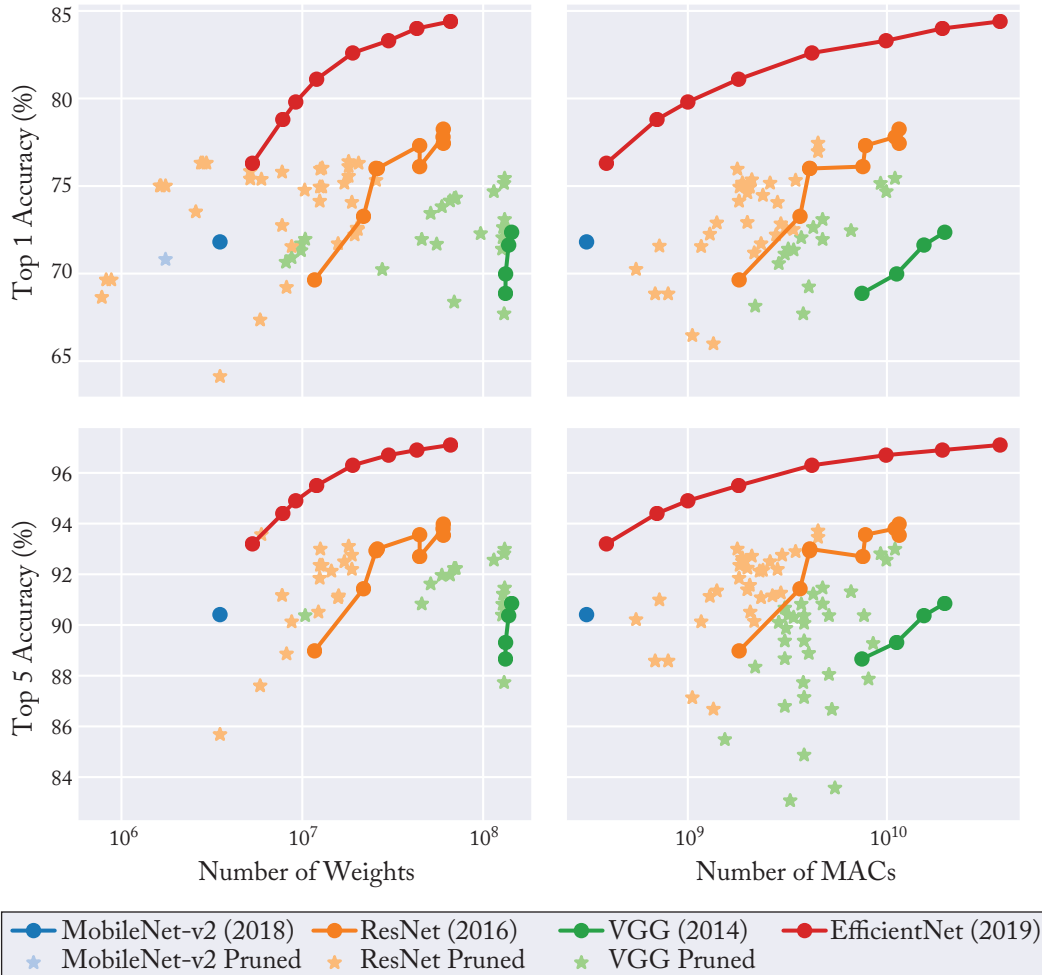 85
80
75
70
65
Top 1 Accuracy (%)
96
94
92
90
88
86
84
Top 5 Accuracy (%)
10^6 10^7 10^8
10^9 10^10
Number of Weights
Number of MACs
MobileNet-v2 (2018) ResNet (2016) VGG (2014) EfficientNet (2019)
MobileNet-v2 Pruned ResNet Pruned VGG Pruned